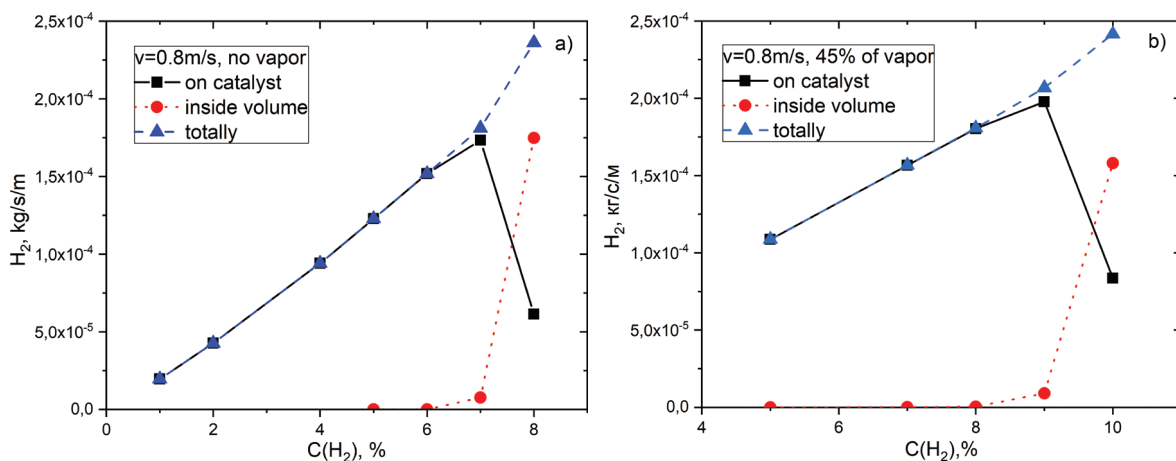 2,5x10⁻⁴
2,0x10⁻⁴
1,5x10⁻⁴
1,0x10⁻⁴
5,0x10⁻⁵
0,0
H₂, kg/s/m
v=0.8m/s, no vapor
on catalyst
inside volume
totally
a)
0 2 4 6 8
C(H₂), %
2,5x10⁻⁴
2,0x10⁻⁴
1,5x10⁻⁴
1,0x10⁻⁴
5,0x10⁻⁵
0,0
H₂, кг/с/м
v=0.8m/s, 45% of vapor
on catalyst
inside volume
totally
b)
4 6 8 10
C(H₂),%